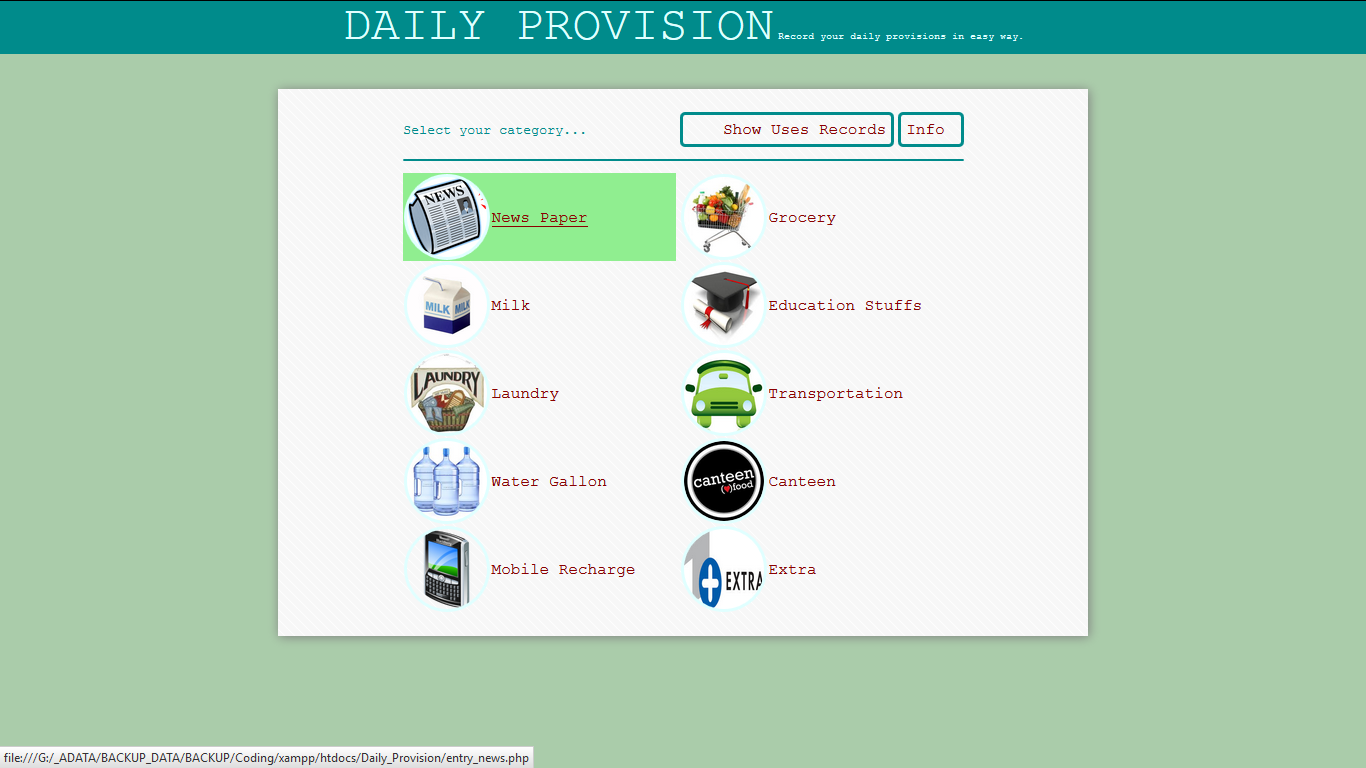 DAILY PROVISION Record your daily provisions in easy way.
Select your category...
Show Uses Records
Info
NEWS
News Paper
Grocery
MILK MILK
Milk
Education Stuffs
LAUNDRY
Laundry
Transportation
Water Gallon
canteen
food
Canteen
Mobile Recharge
EXTRA
Extra
file:///G:/_ADATA/BACKUP_DATA/BACKUP/Coding/xampp/htdocs/Daily_Provision/entry_news.php